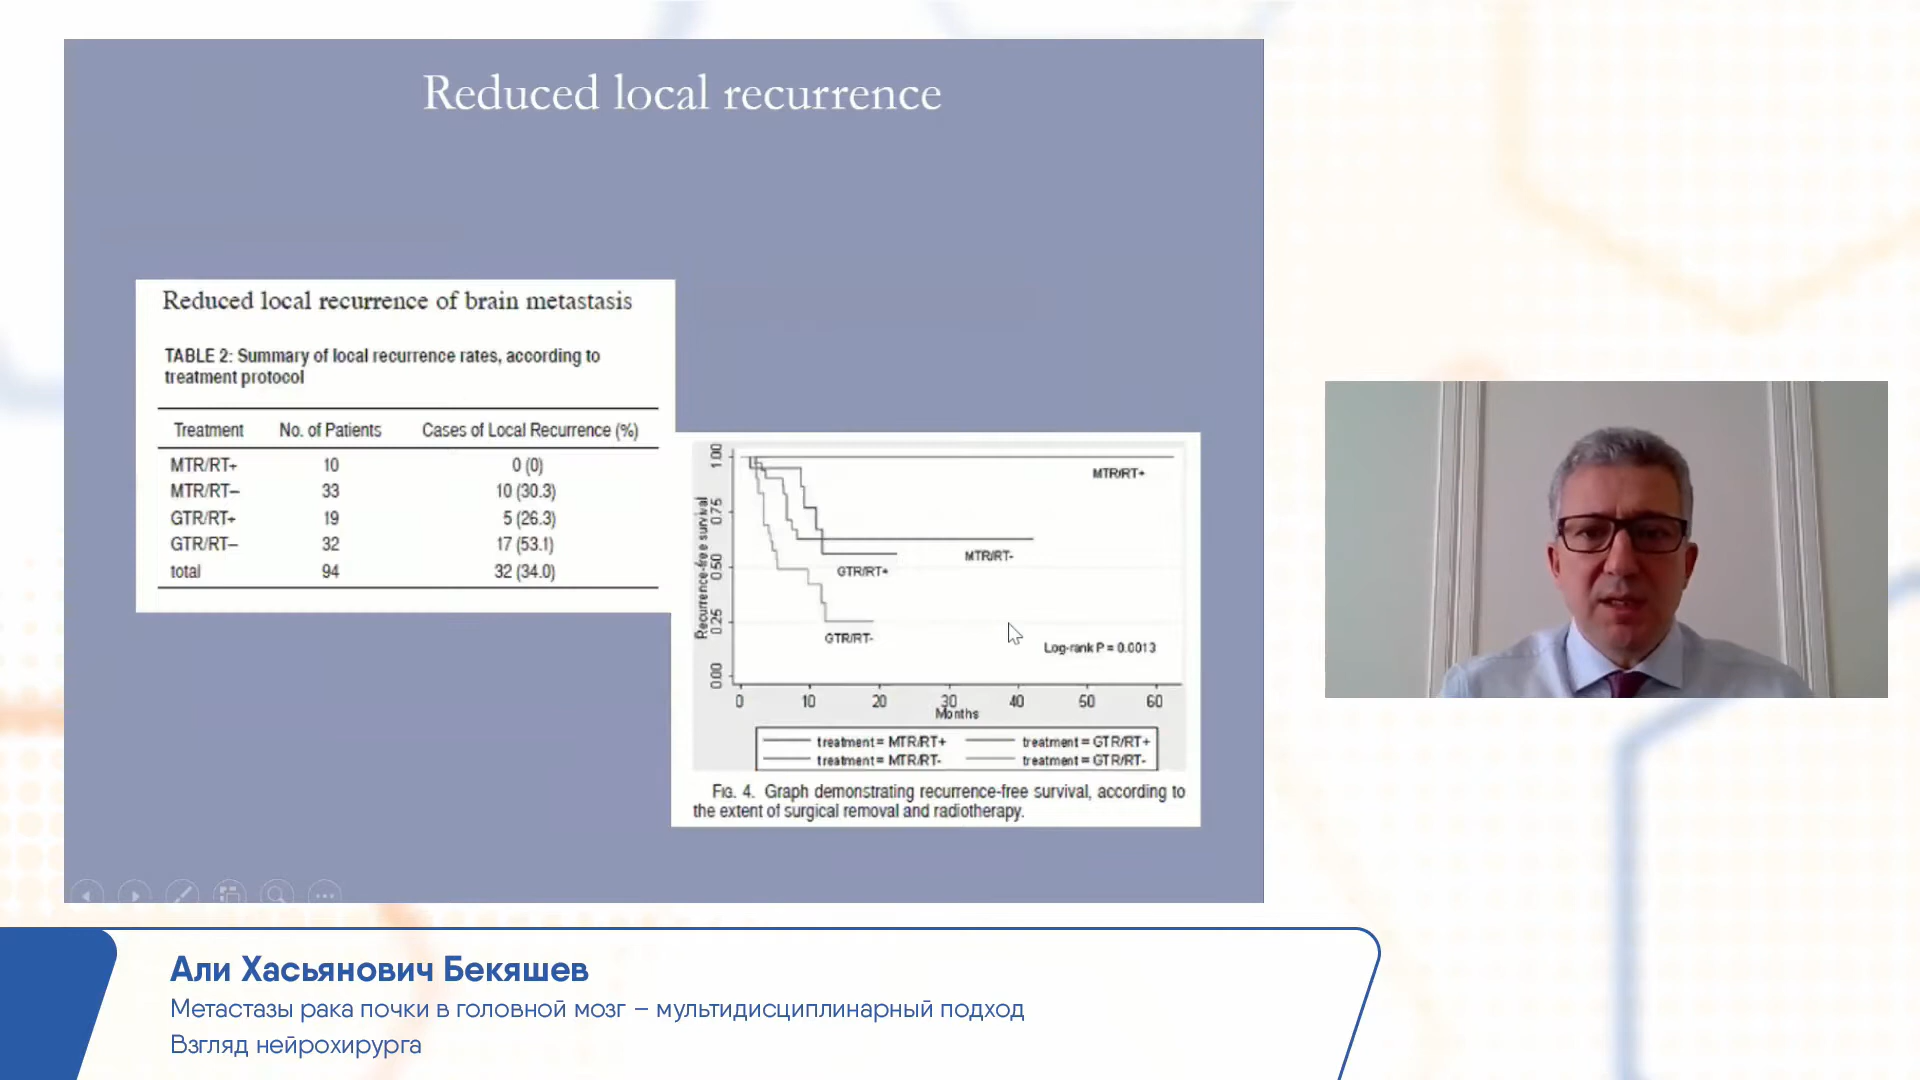 Reduced local recurrence
Reduced local recurrence of brain metastasis
TABLE 2: Summary of local recurrence rates, according to
treatment protocol
Treatment No. of Patients Cases of Local Recurrence (%)
MTR/RT+ 10 0 (0)
MTR/RT– 33 10 (30.3)
GTR/RT+ 19 5 (26.3)
GTR/RT– 32 17 (53.1)
total 94 32 (34.0)
Recurrence-free survival
1.00
0.75
0.50
0.25
0.00
MTR/RT+
MTR/RT-
GTR/RT+
GTR/RT-
Log-rank P = 0.0013
0 10 20 30 40 50 60
Months
treatment = MTR/RT+ treatment = GTR/RT+
treatment = MTR/RT- treatment = GTR/RT-
FIG. 4. Graph demonstrating recurrence-free survival, according to
the extent of surgical removal and radiotherapy.
Али Хасьянович Бекяшев
Метастазы рака почки в головной мозг – мультидисциплинарный подход
Взгляд нейрохирурга